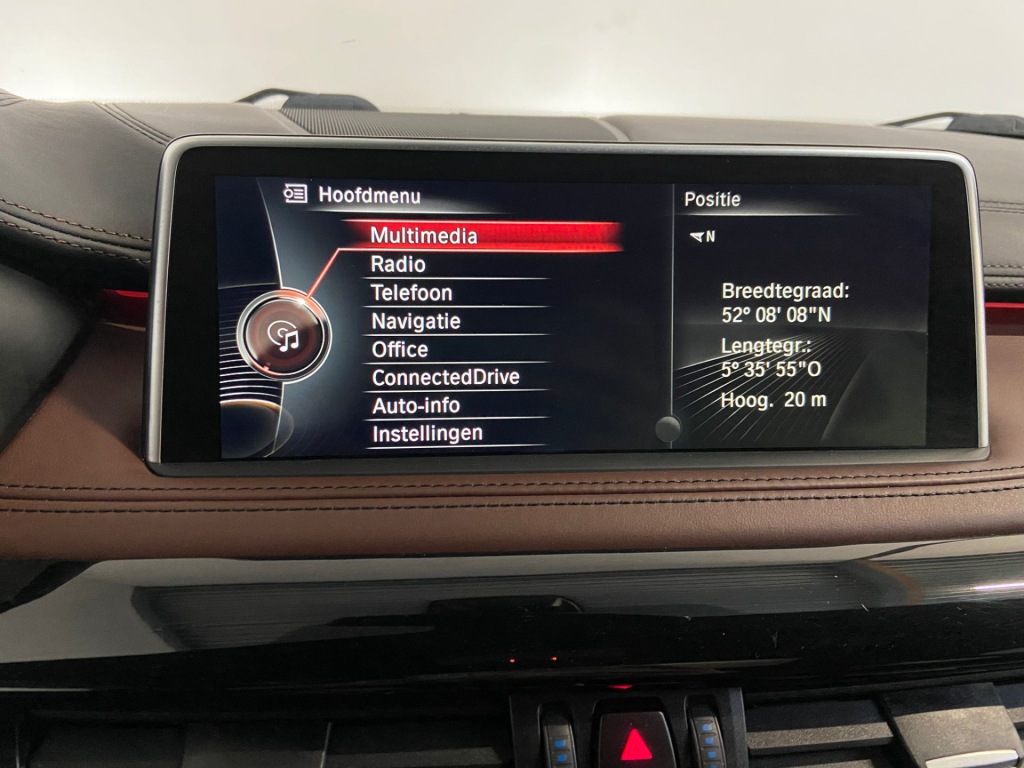 Hoofdmenu
Multimedia
Radio
Telefoon
Navigatie
Office
ConnectedDrive
Auto-info
Instellingen
Positie
N
Breedtegraad:
52° 08' 08"N
Lengtegr.:
5° 35' 55"O
Hoog. 20 m